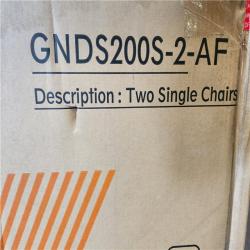 GNDS200S-2-AF
Description : Two Single Chairs